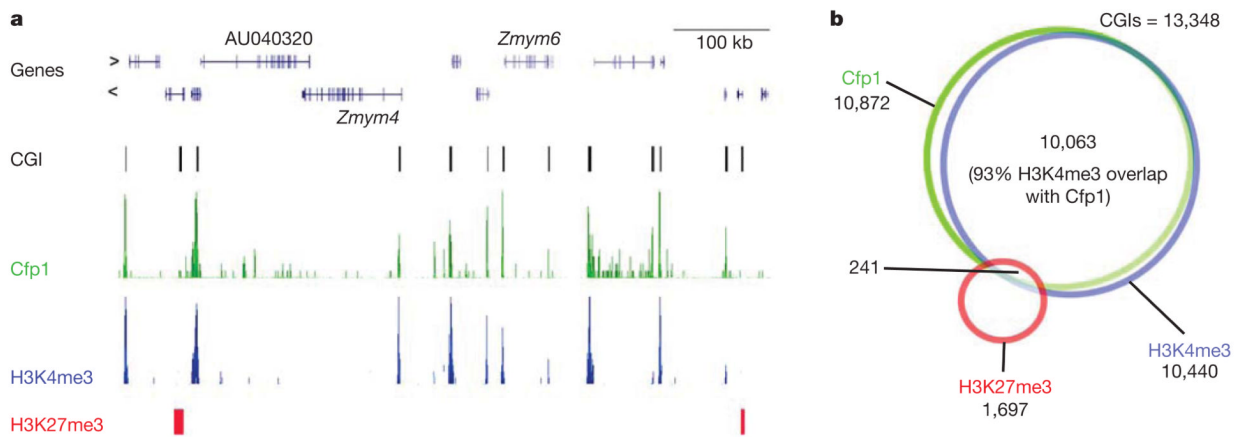 a
AU040320
Zmym6
100 kb
Genes
>
<
Zmym4
CGI
Cfp1
H3K4me3
H3K27me3
b
CGIs = 13,348
Cfp1
10,872
10,063
(93% H3K4me3 overlap
with Cfp1)
241
H3K4me3
10,440
H3K27me3
1,697